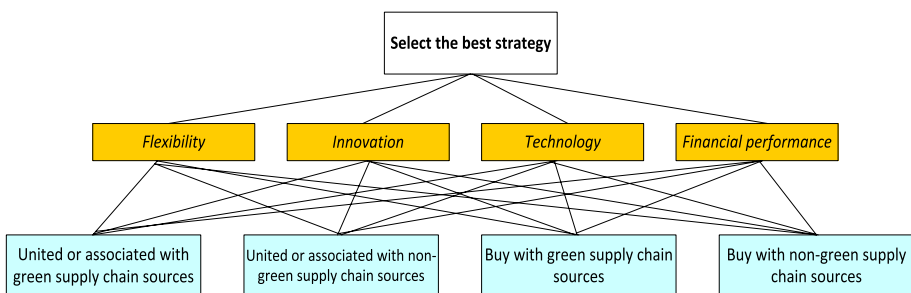 Select the best strategy
Flexibility
Innovation
Technology
Financial performance
United or associated with
green supply chain sources
United or associated with non-
green supply chain sources
Buy with green supply chain
sources
Buy with non-green supply
chain sources